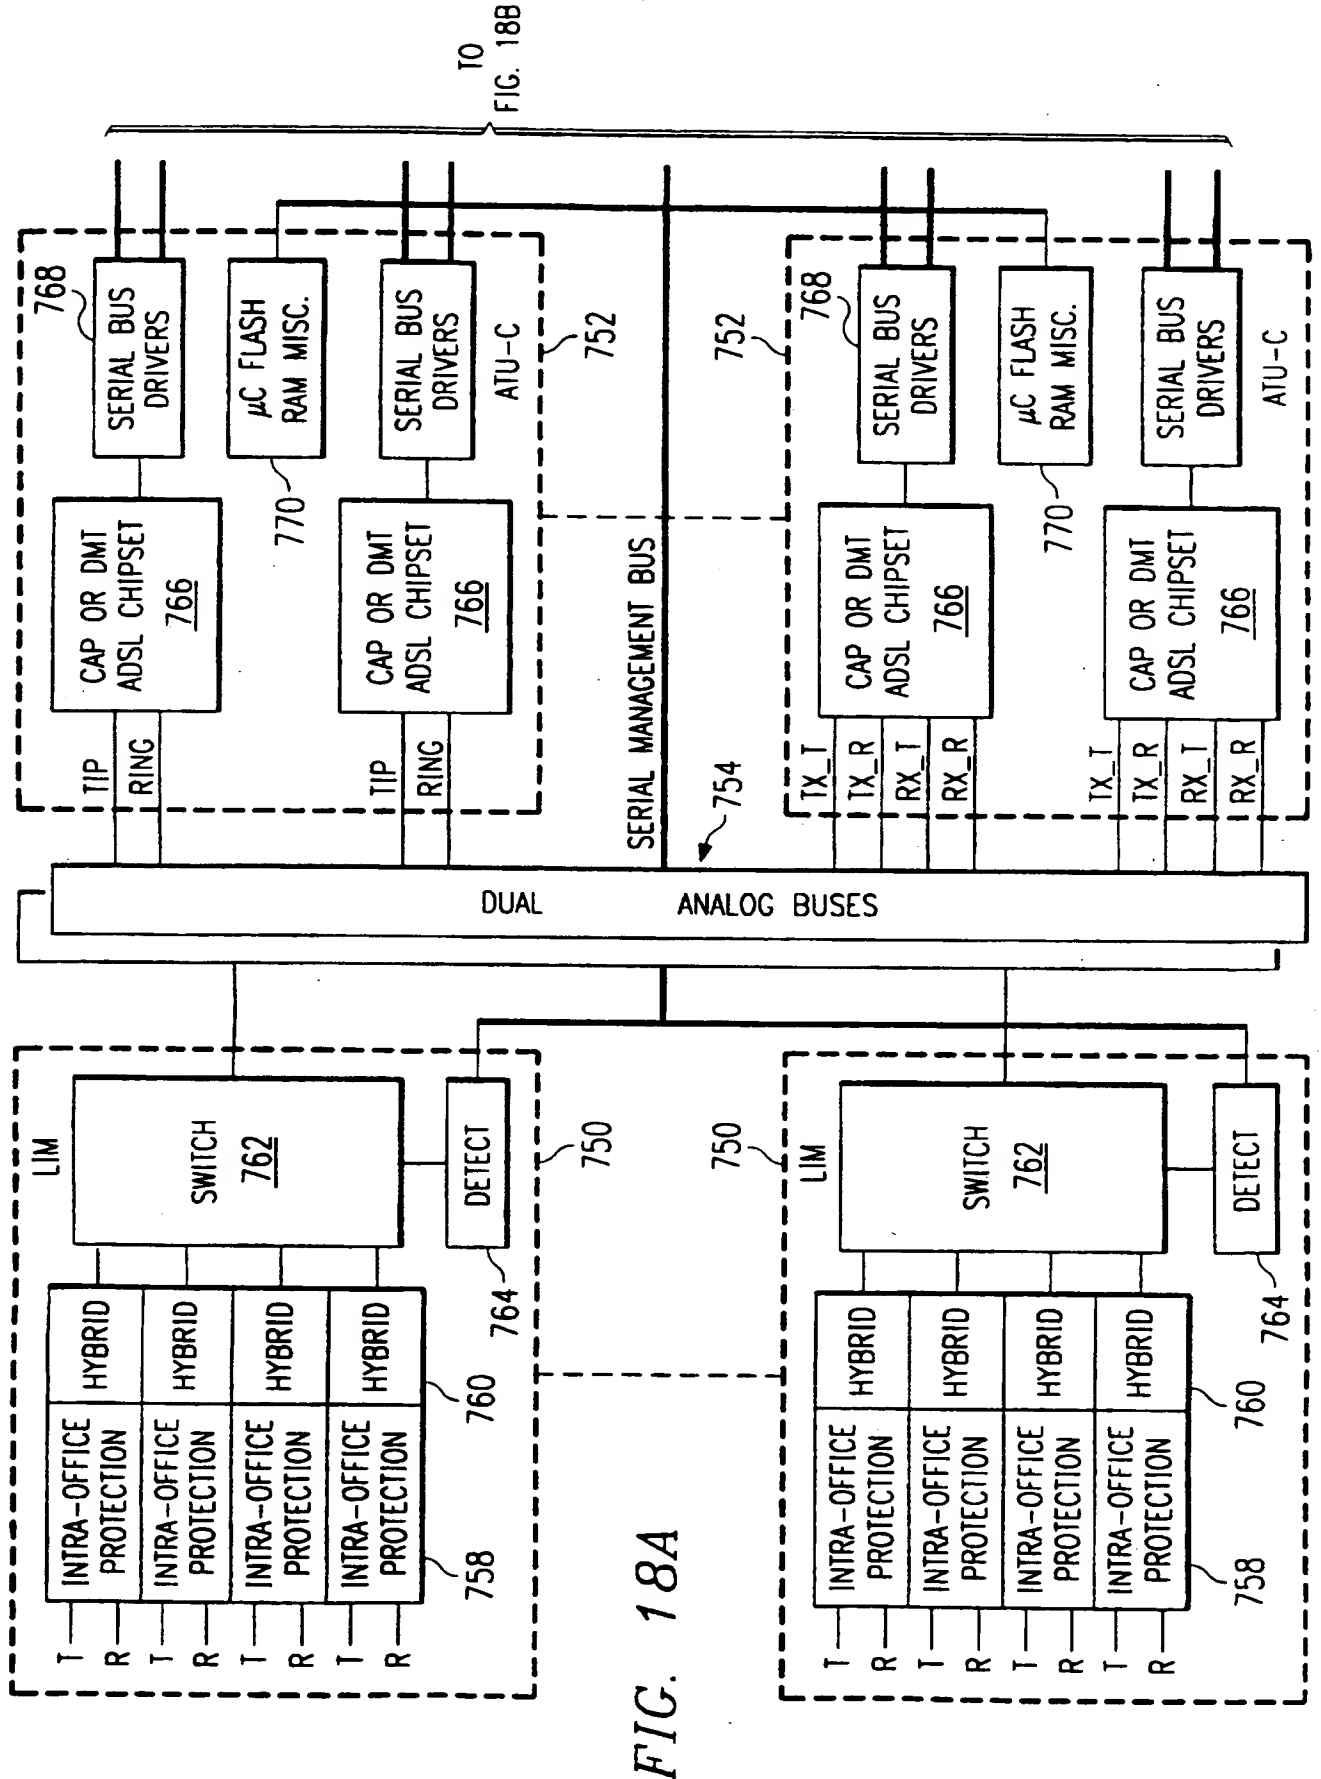 T
R
T
R
T
R
T
R
INTRA-OFFICE
PROTECTION
INTRA-OFFICE
PROTECTION
INTRA-OFFICE
PROTECTION
INTRA-OFFICE
PROTECTION
758
HYBRID
HYBRID
HYBRID
HYBRID
760
LIM
SWITCH
762
DETECT
764
750
TIP
RING
TIP
RING
CAP OR DMT
ADSL CHIPSET
766
CAP OR DMT
ADSL CHIPSET
766
SERIAL BUS
DRIVERS
768
µC FLASH
RAM MISC.
770
SERIAL BUS
DRIVERS
ATU-C
752
DUAL ANALOG BUSES
754
SERIAL MANAGEMENT BUS
TO
FIG. 18B
T
R
T
R
T
R
T
R
INTRA-OFFICE
PROTECTION
INTRA-OFFICE
PROTECTION
INTRA-OFFICE
PROTECTION
INTRA-OFFICE
PROTECTION
758
HYBRID
HYBRID
HYBRID
HYBRID
760
750
LIM
SWITCH
762
DETECT
764
TX_T
TX_R
RX_T
RX_R
TX_T
TX_R
RX_T
RX_R
CAP OR DMT
ADSL CHIPSET
766
CAP OR DMT
ADSL CHIPSET
766
752
768
SERIAL BUS
DRIVERS
µC FLASH
RAM MISC.
770
SERIAL BUS
DRIVERS
ATU-C
FIG. 18A